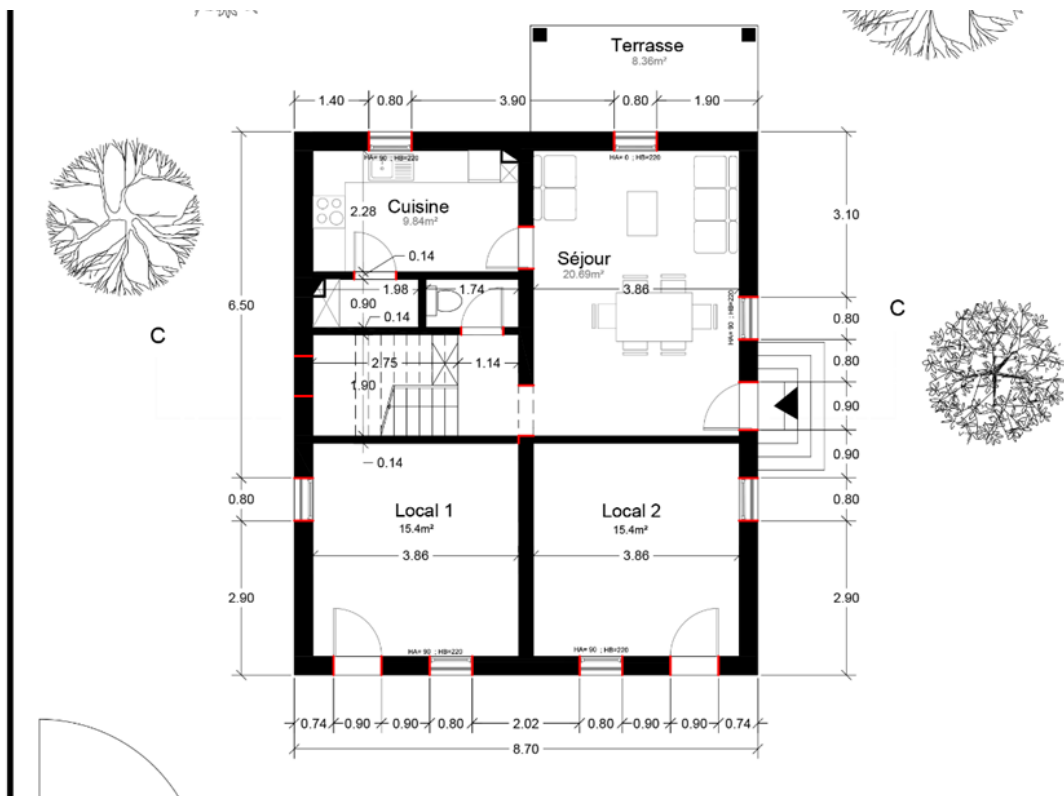 Terrasse
8.36m²
1.40
0.80
3.90
0.80
1.90
HA= 90 ; HB=220
HA= 0 ; HB=220
2.28
Cuisine
9.84m²
3.10
0.14
Séjour
20.69m²
1.98
1.74
3.86
0.90
6.50
0.14
HA= 90 ; HB=220
0.80
C
C
0.80
2.75
1.14
1.90
0.90
0.90
0.14
0.80
0.80
Local 1
15.4m²
Local 2
15.4m²
3.86
3.86
2.90
2.90
HA= 90 ; HB=220
HA= 90 ; HB=220
0.74
0.90
0.90
0.80
2.02
0.80
0.90
0.90
0.74
8.70